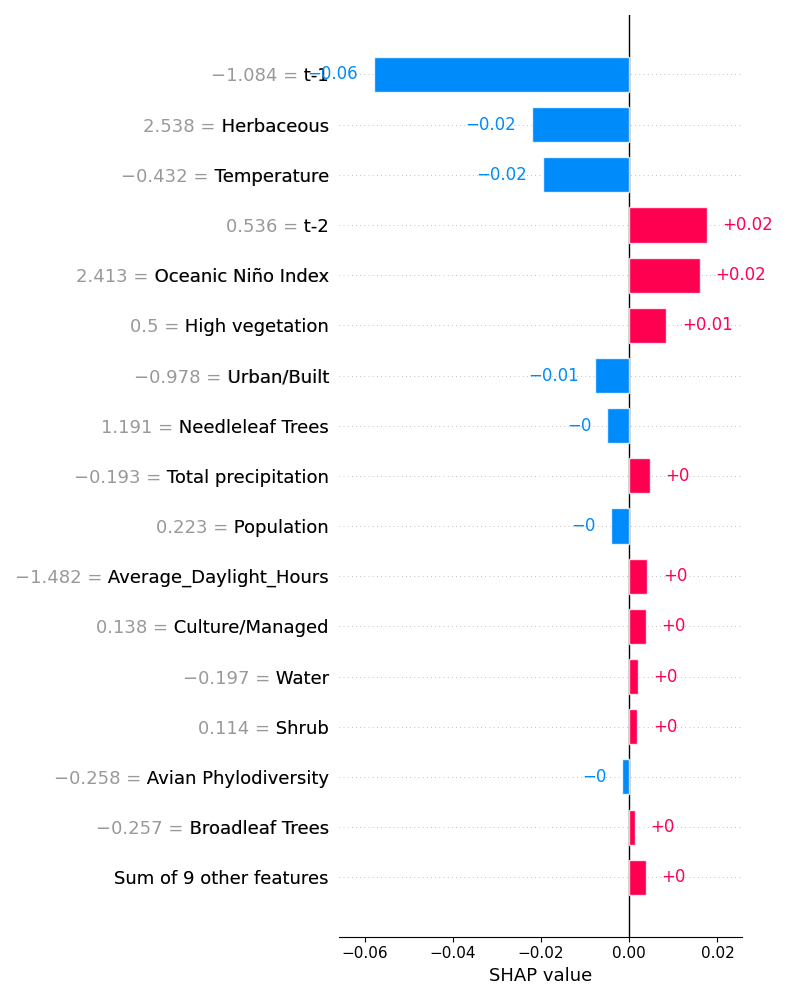 −1.084 = t-1 −0.06
2.538 = Herbaceous −0.02
−0.432 = Temperature −0.02
0.536 = t-2 +0.02
2.413 = Oceanic Niño Index +0.02
0.5 = High vegetation +0.01
−0.978 = Urban/Built −0.01
1.191 = Needleleaf Trees −0
−0.193 = Total precipitation +0
0.223 = Population −0
−1.482 = Average_Daylight_Hours +0
0.138 = Culture/Managed +0
−0.197 = Water +0
0.114 = Shrub +0
−0.258 = Avian Phylodiversity −0
−0.257 = Broadleaf Trees +0
Sum of 9 other features +0
−0.06 −0.04 −0.02 0.00 0.02
SHAP value